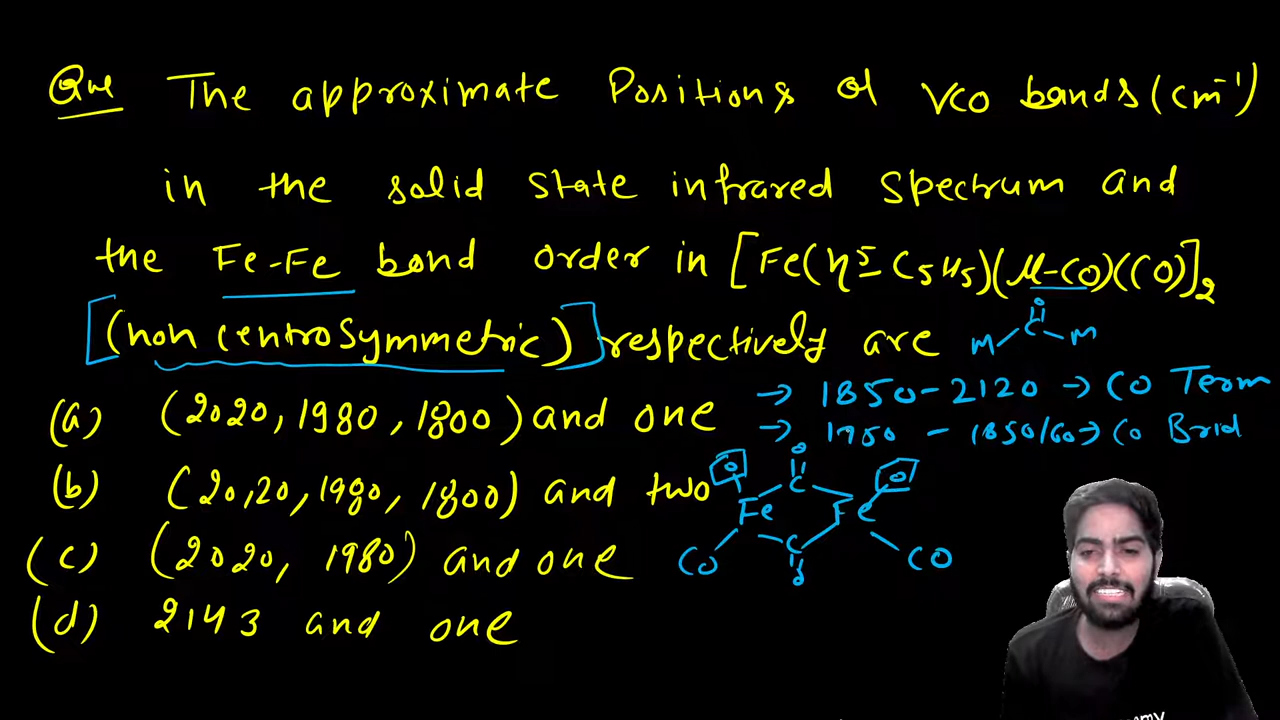 Que The approximate Positions of νCO bands (cm⁻¹)
in the solid state infrared spectrum and
the Fe-Fe bond order in [Fe(η⁵-C₅H₅)(μ-CO)(CO)]₂
[(non centrosymmetric)] respectively are
(a) (2020, 1980, 1800) and one
(b) (20,20, 1980, 1800) and two
(c) (2020, 1980) and one
(d) 2143 and one
O
M C M
→ 1850-2120 → CO Term
→ 1750 - 1850/60 → CO Brid
O
C
Fe Fe
C
O
CO CO